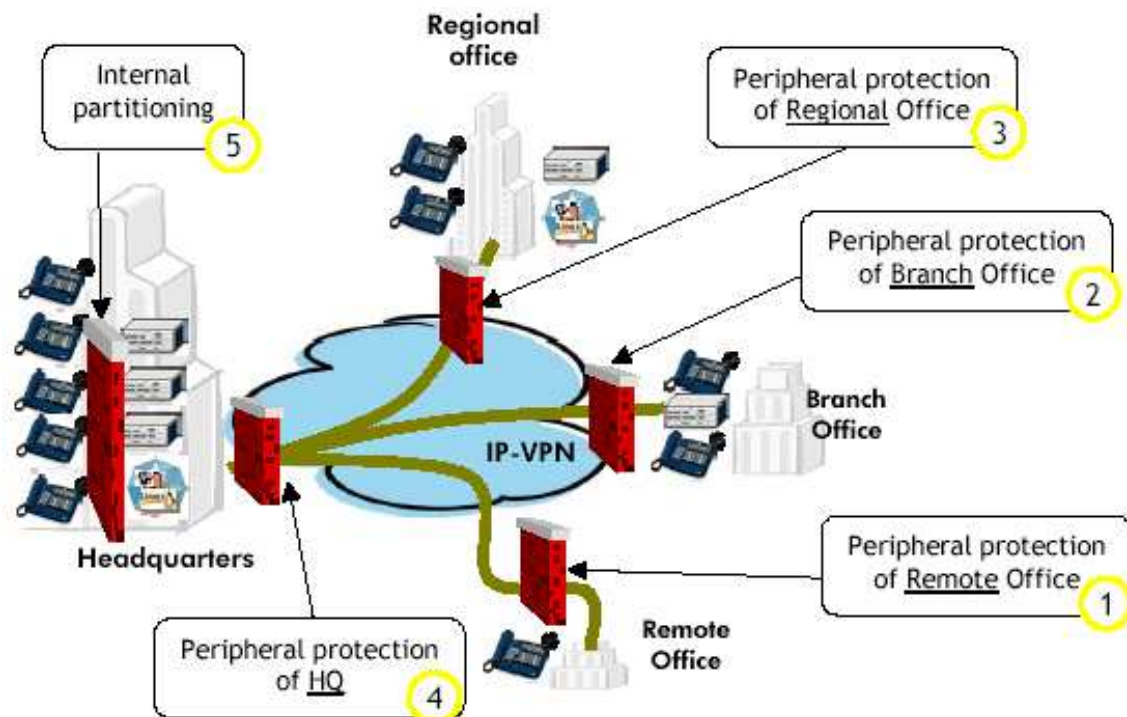 Regional
office
Internal
partitioning
5
Peripheral protection
of Regional Office
3
Peripheral protection
of Branch Office
2
Branch
Office
IP-VPN
Headquarters
Peripheral protection
of Remote Office
1
Remote
Office
Peripheral protection
of HQ
4